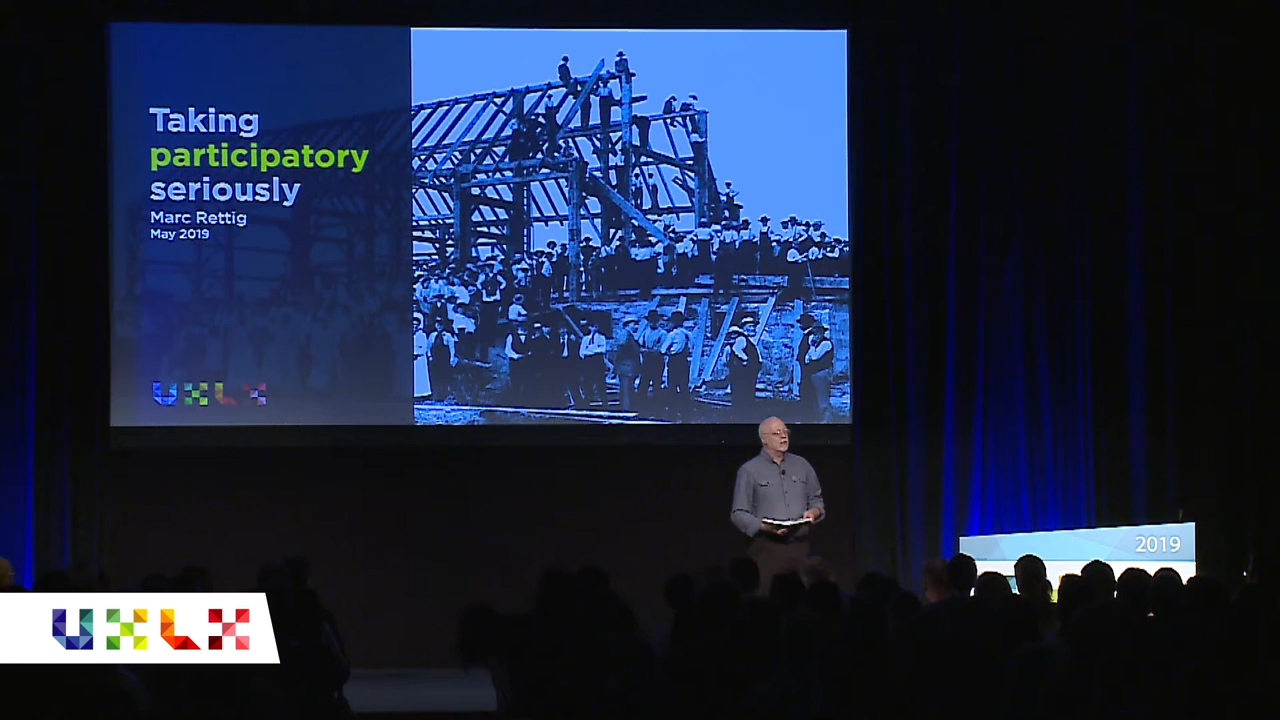 Taking
participatory
seriously
Marc Rettig
May 2019
UXLX
2019
UXLX